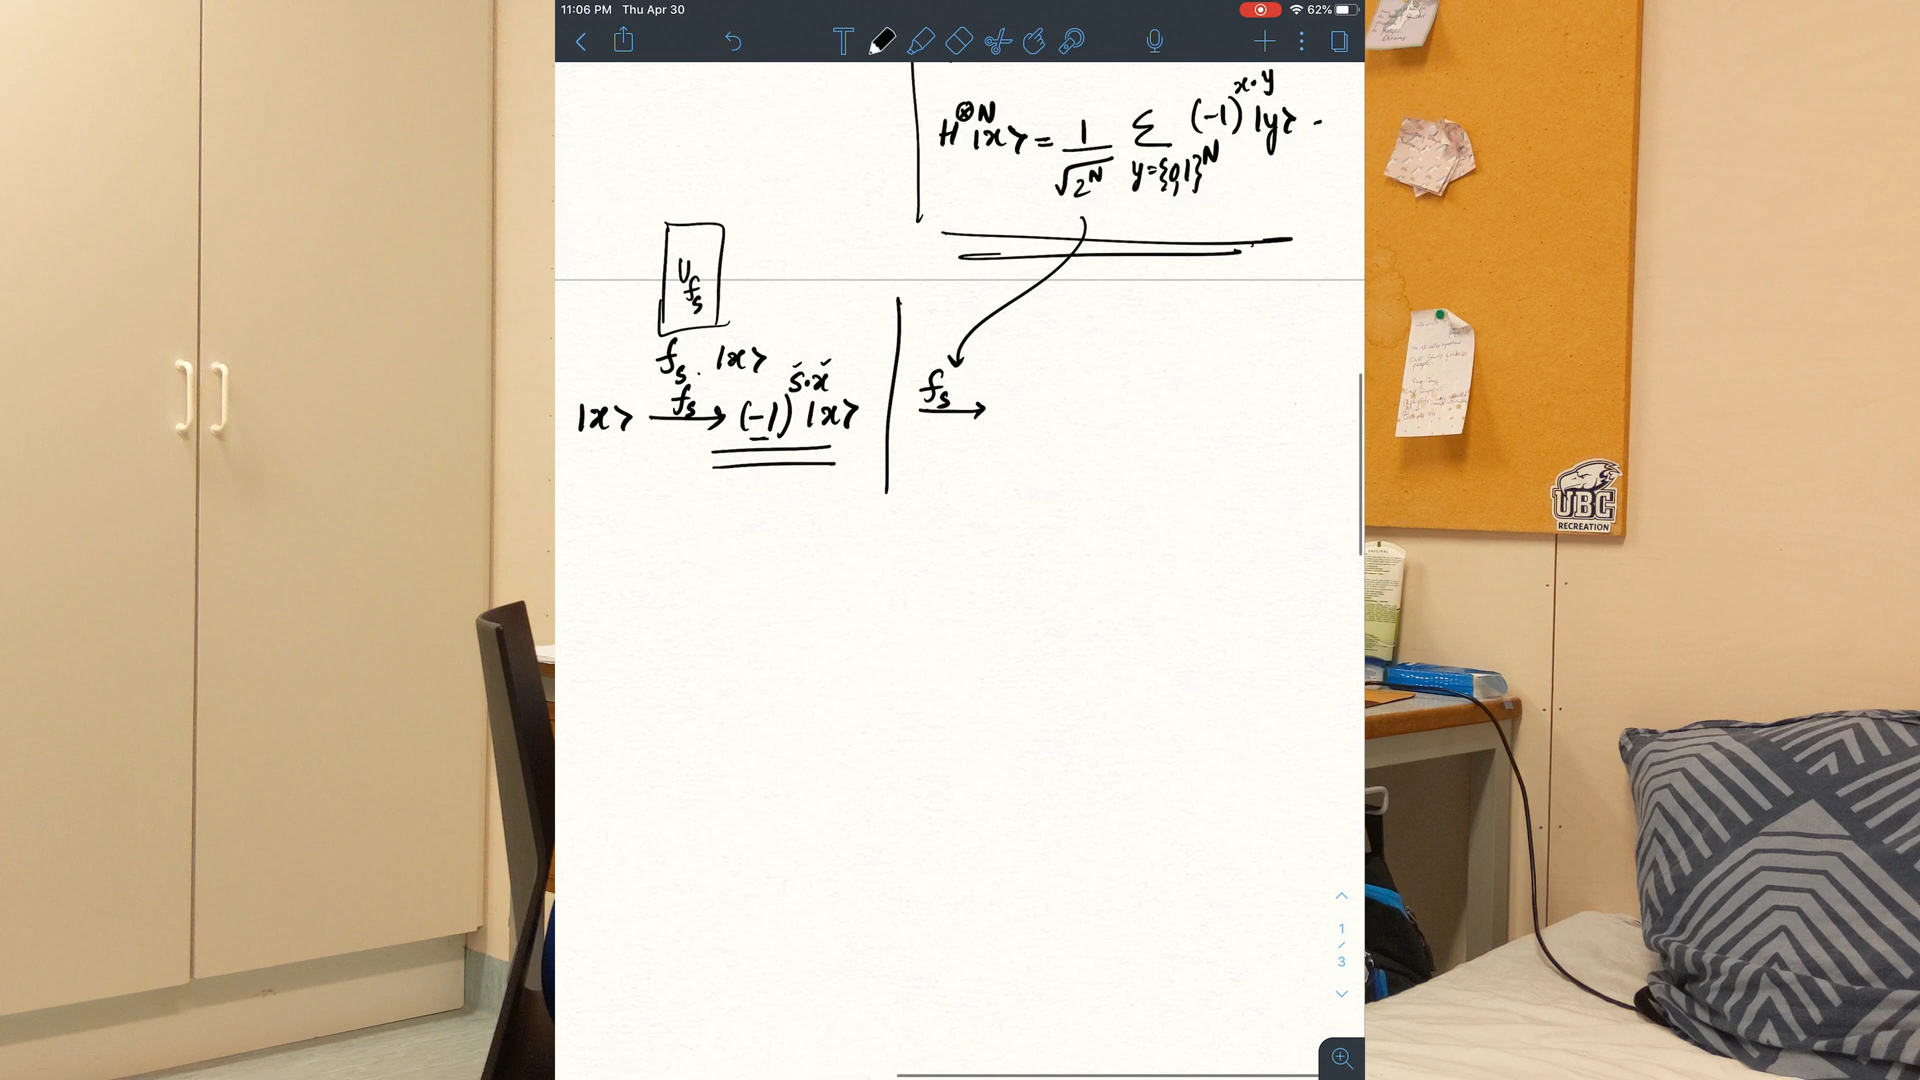 11:06 PM Thu Apr 30
62%
T
H^{⊗N} |x⟩ = 1/√2^N Σ_{y={0,1}^N} (-1)^{x·y} |y⟩ .
U_{f_s}
f_s . |x⟩
|x⟩ →^{f_s} (-1)^{s·x} |x⟩
f_s →
1
/
3
UBC
RECREATION
ORIGINAL